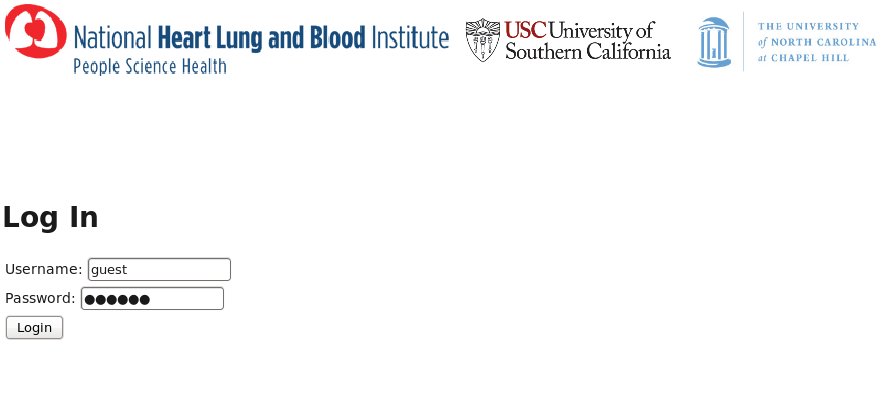 National Heart Lung and Blood Institute
People Science Health
USC University of
Southern California
THE UNIVERSITY
of NORTH CAROLINA
at CHAPEL HILL
Log In
Username: guest
Password: ●●●●●●
Login